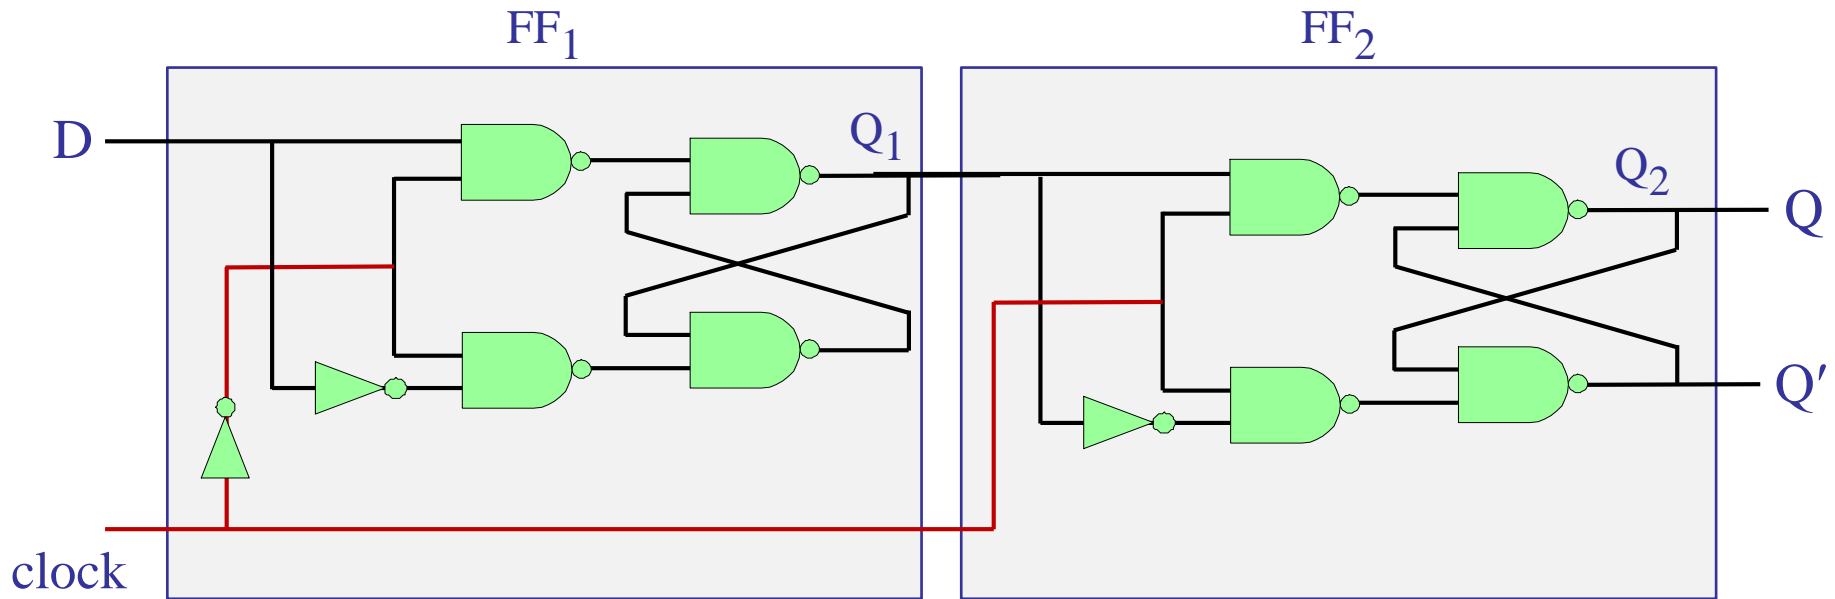 FF₁
FF₂
D
Q₁
Q₂
Q
Q′
clock